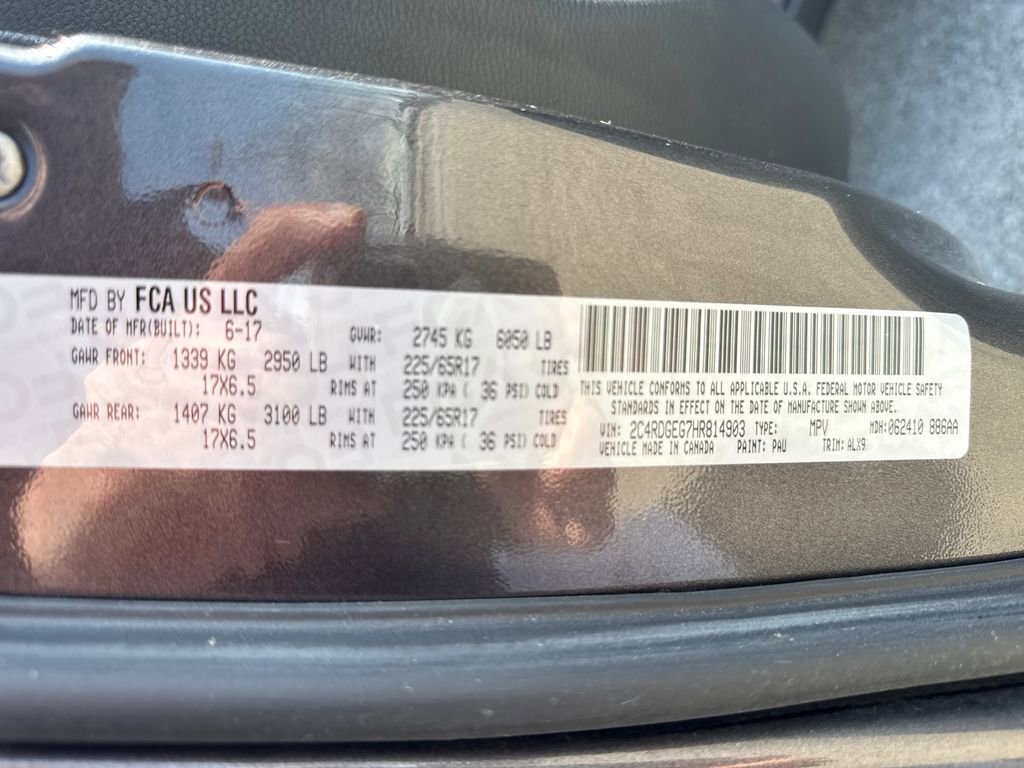 MFD BY FCA US LLC
DATE OF MFR(BUILT): 6-17 GVWR: 2745 KG 6050 LB
GAWR FRONT: 1339 KG 2950 LB WITH 225/65R17 TIRES
17X6.5 RIMS AT 250 KPA ( 36 PSI) COLD
GAWR REAR: 1407 KG 3100 LB WITH 225/65R17 TIRES
17X6.5 RIMS AT 250 KPA ( 36 PSI) COLD
THIS VEHICLE CONFORMS TO ALL APPLICABLE U.S.A. FEDERAL MOTOR VEHICLE SAFETY
STANDARDS IN EFFECT ON THE DATE OF MANUFACTURE SHOWN ABOVE.
VIN: 2C4RDGEG7HR814903 TYPE: MPV MDH:062410 886AA
VEHICLE MADE IN CANADA PAINT: PAU TRIM:ALX9